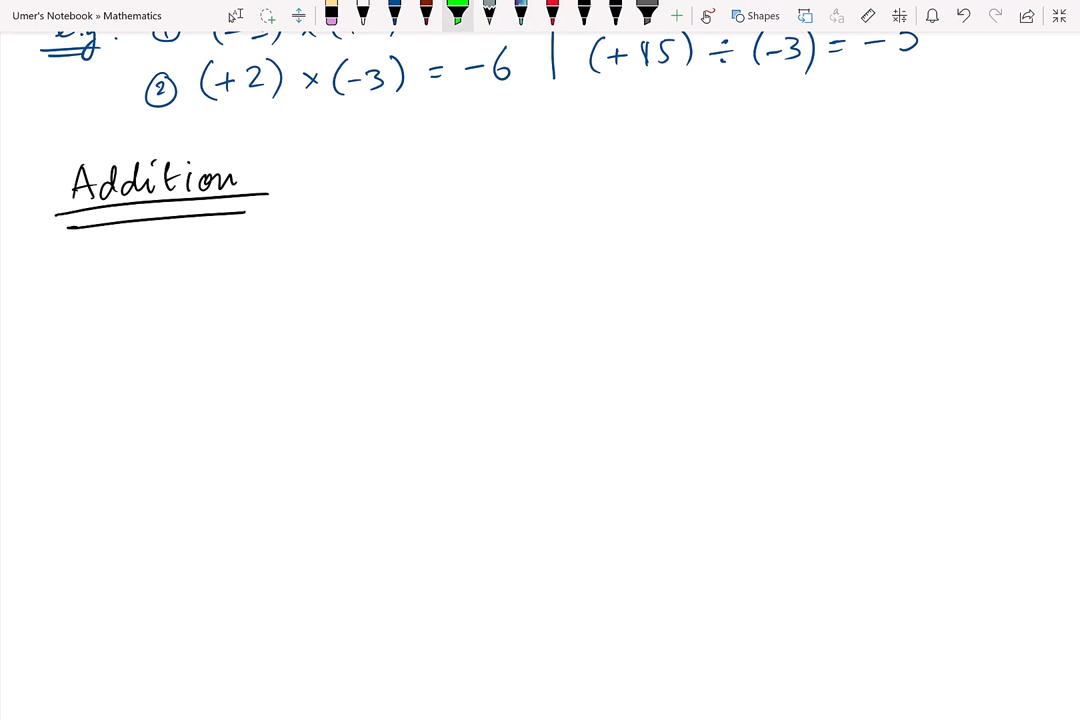 Umer's Notebook » Mathematics
Shapes
e.g.
② (+2) × (-3) = -6 | (+15) ÷ (-3) = -5
Addition